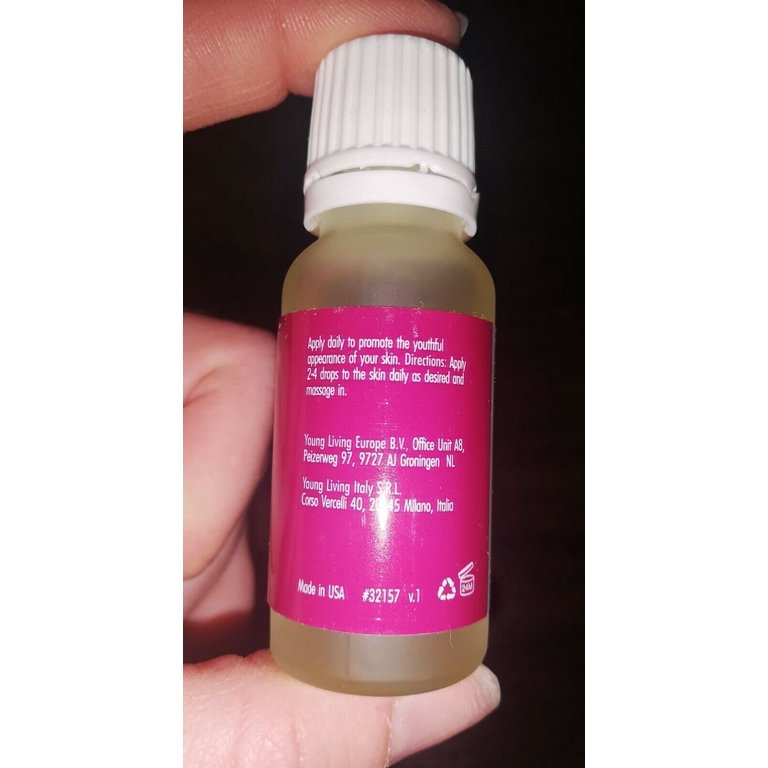 Apply daily to promote the youthful
appearance of your skin. Directions: Apply
2-4 drops to the skin daily as desired and
massage in.
Young Living Europe B.V., Office Unit A8,
Peizerweg 97, 9727 AJ Groningen NL
Young Living Italy S.R.L.
Corso Vercelli 40, Milano, Italia
Made in USA #32157 v.1
24M